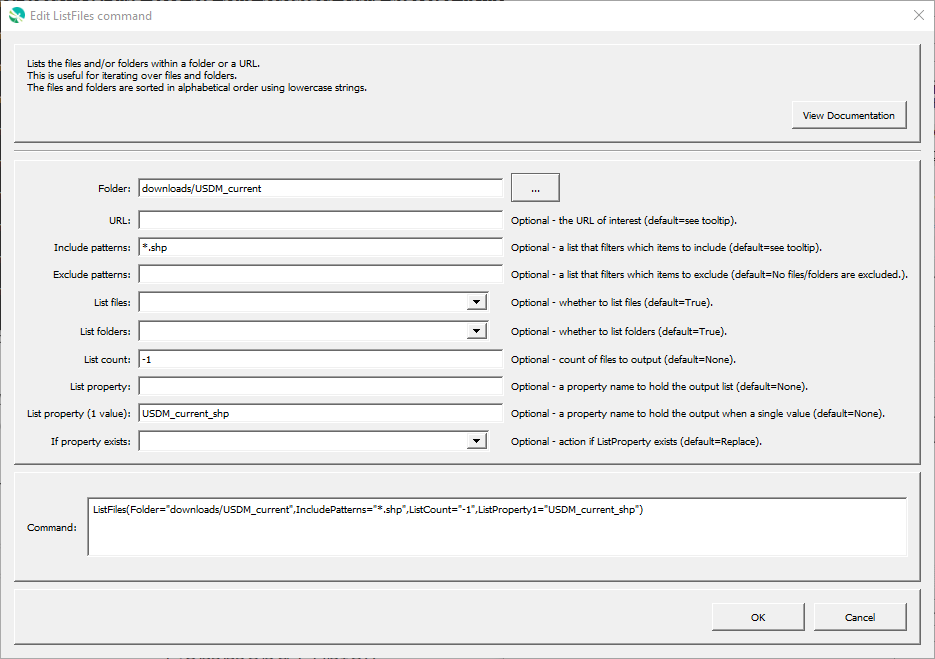 Edit ListFiles command
Lists the files and/or folders within a folder or a URL.
This is useful for iterating over files and folders.
The files and folders are sorted in alphabetical order using lowercase strings.
View Documentation
Folder: downloads/USDM_current ...
URL: Optional - the URL of interest (default=see tooltip).
Include patterns: *.shp Optional - a list that filters which items to include (default=see tooltip).
Exclude patterns: Optional - a list that filters which items to exclude (default=No files/folders are excluded.).
List files: Optional - whether to list files (default=True).
List folders: Optional - whether to list folders (default=True).
List count: -1 Optional - count of files to output (default=None).
List property: Optional - a property name to hold the output list (default=None).
List property (1 value): USDM_current_shp Optional - a property name to hold the output when a single value (default=None).
If property exists: Optional - action if ListProperty exists (default=Replace).
Command: ListFiles(Folder="downloads/USDM_current",IncludePatterns="*.shp",ListCount="-1",ListProperty1="USDM_current_shp")
OK Cancel